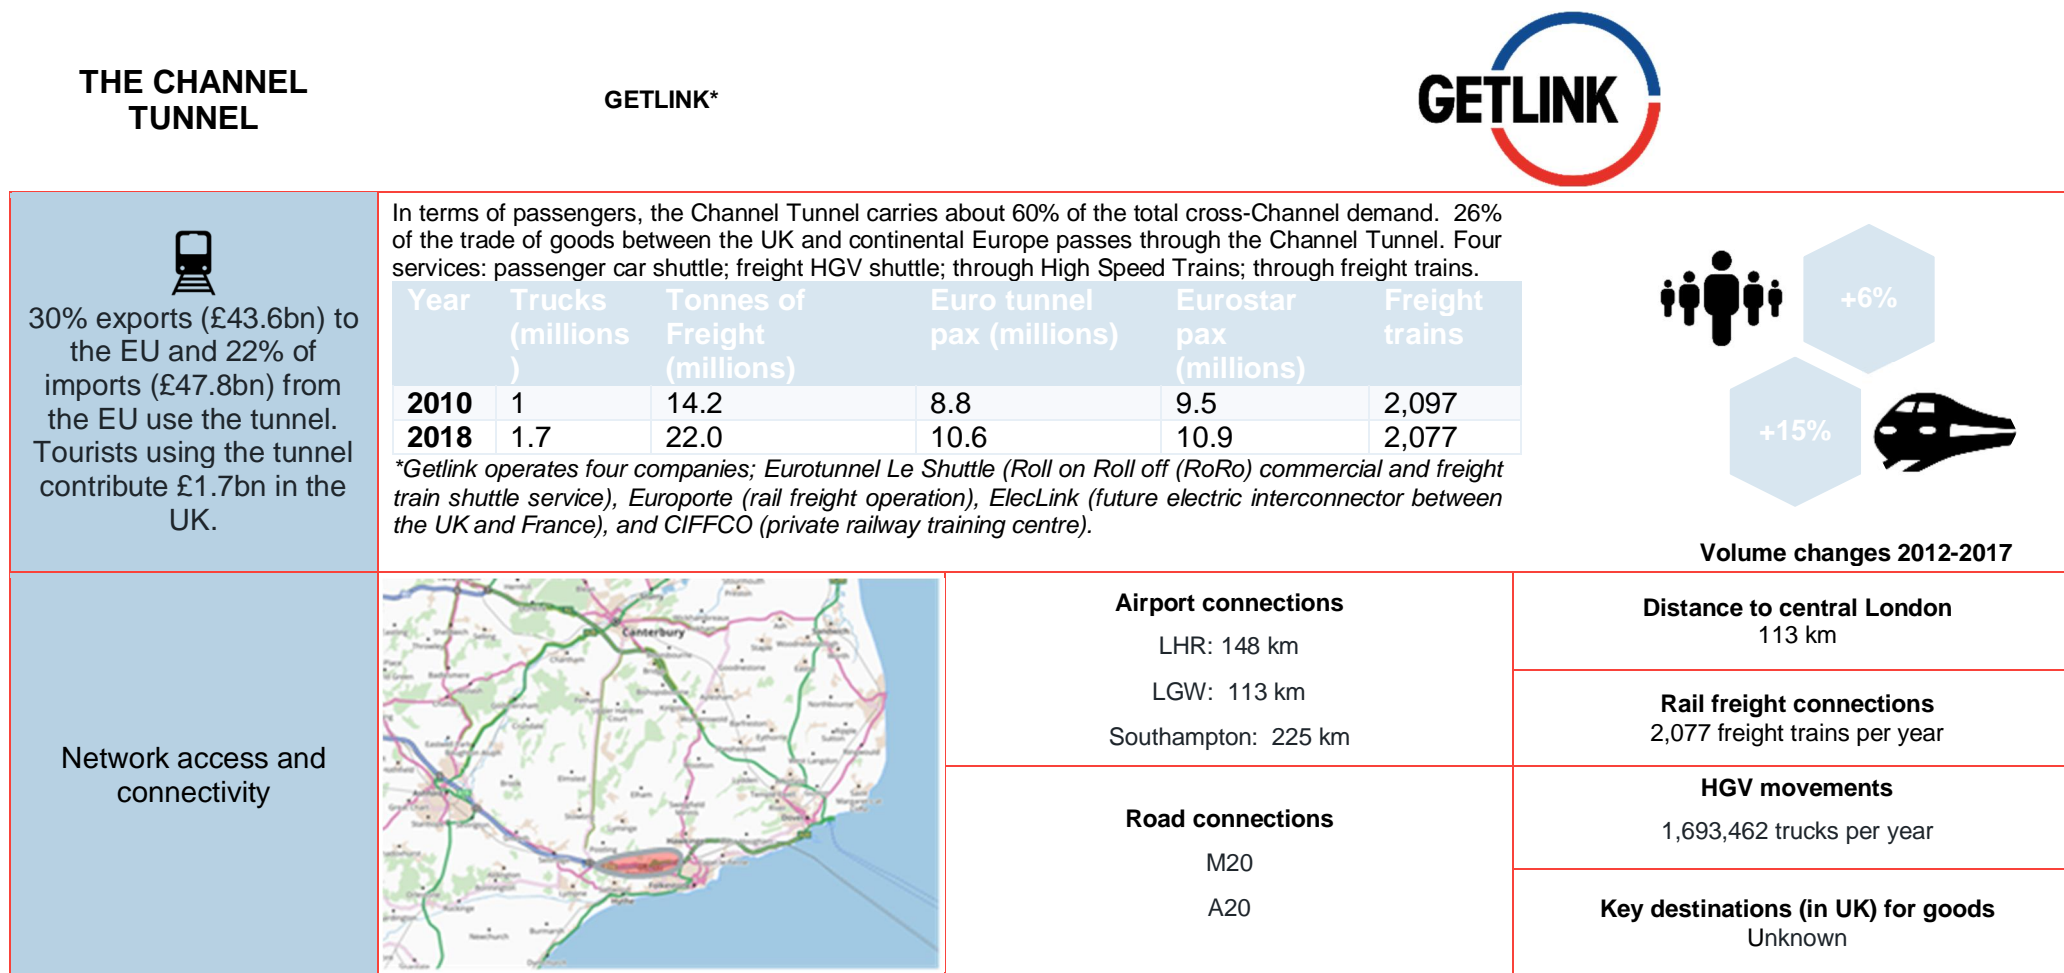 THE CHANNEL
TUNNEL
GETLINK*
GETLINK
30% exports (£43.6bn) to
the EU and 22% of
imports (£47.8bn) from
the EU use the tunnel.
Tourists using the tunnel
contribute £1.7bn in the
UK.
In terms of passengers, the Channel Tunnel carries about 60% of the total cross-Channel demand. 26%
of the trade of goods between the UK and continental Europe passes through the Channel Tunnel. Four
services: passenger car shuttle; freight HGV shuttle; through High Speed Trains; through freight trains.
Year Trucks Tonnes of Euro tunnel Eurostar Freight
(millions Freight pax (millions) pax trains
) (millions) (millions)
2010 1 14.2 8.8 9.5 2,097
2018 1.7 22.0 10.6 10.9 2,077
*Getlink operates four companies; Eurotunnel Le Shuttle (Roll on Roll off (RoRo) commercial and freight
train shuttle service), Europorte (rail freight operation), ElecLink (future electric interconnector between
the UK and France), and CIFFCO (private railway training centre).
+6%
+15%
Volume changes 2012-2017
Network access and
connectivity
Canterbury
Sandwich
Chartham
Elham
Lyminge
Dover
Folkestone
Hythe
Newchurch
Burmarsh
Airport connections
LHR: 148 km
LGW: 113 km
Southampton: 225 km
Road connections
M20
A20
Distance to central London
113 km
Rail freight connections
2,077 freight trains per year
HGV movements
1,693,462 trucks per year
Key destinations (in UK) for goods
Unknown